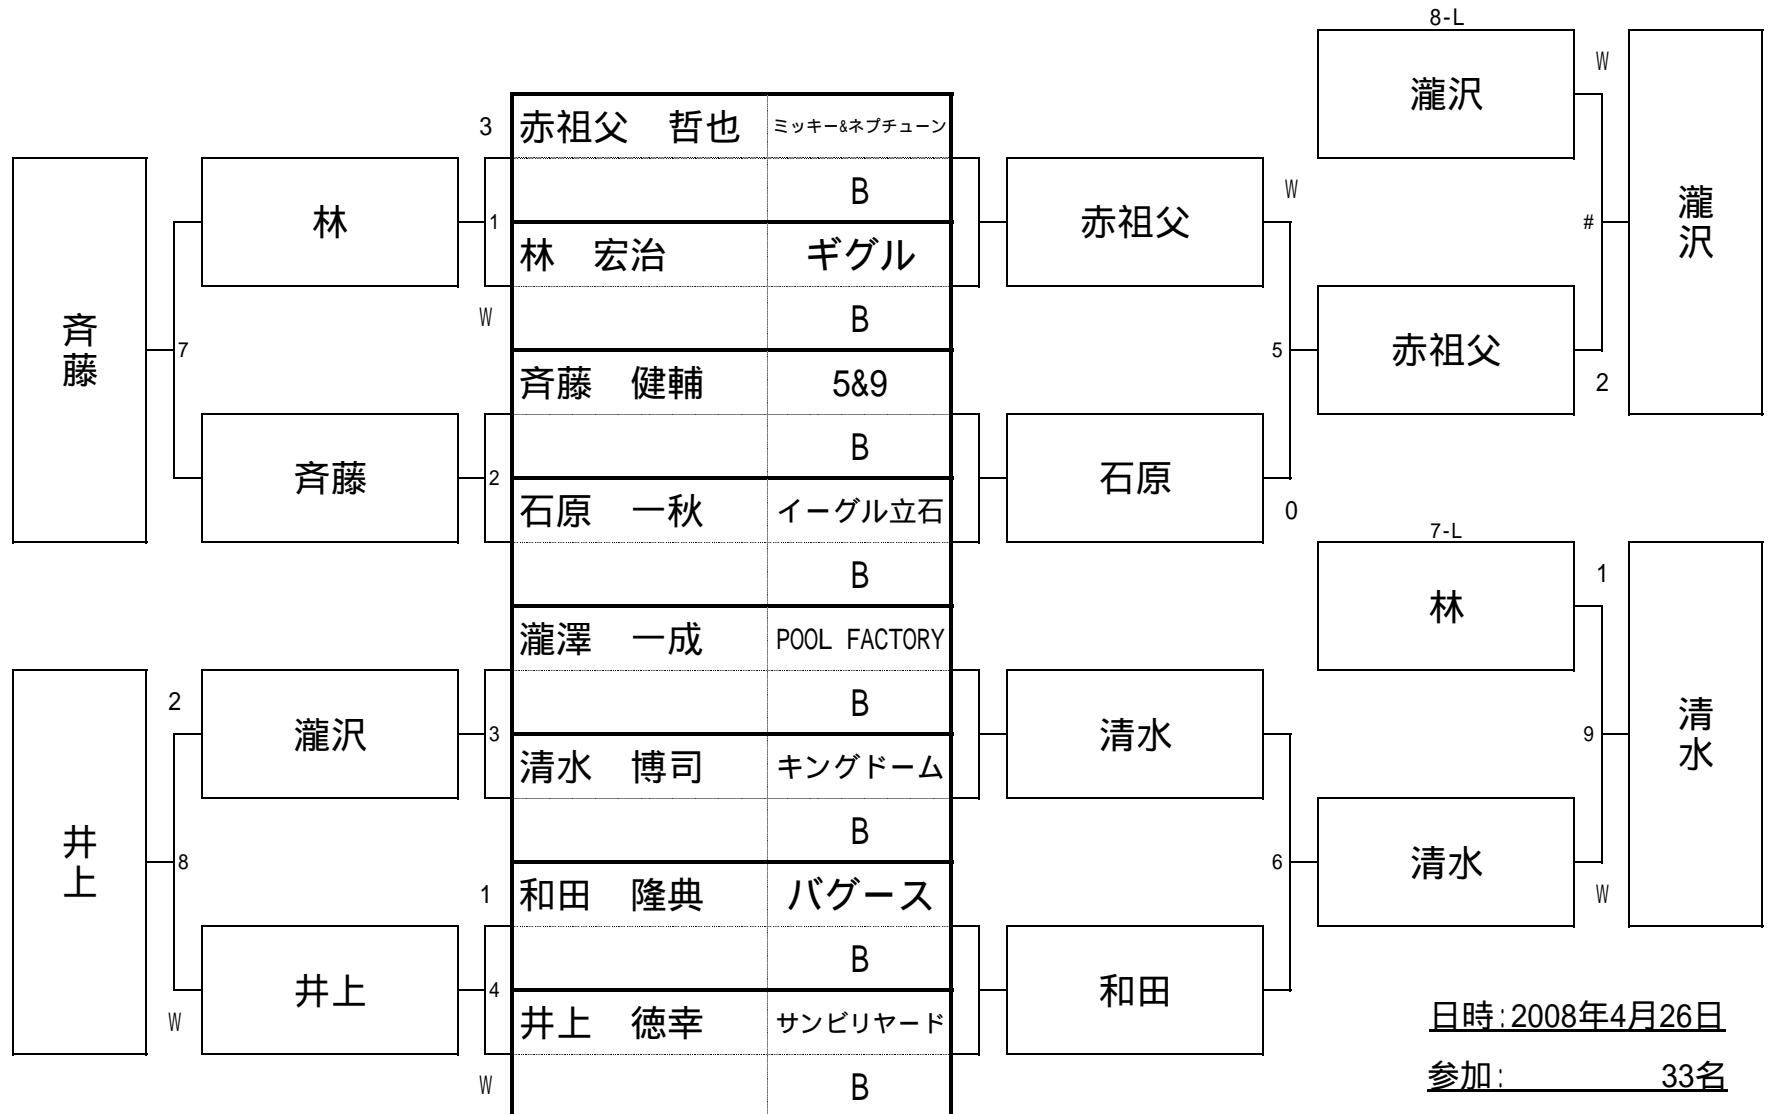 8-L
瀧沢 W
3 赤祖父　哲也 ミッキー&ネプチューン
B W
林 1 赤祖父 # 瀧沢
林　宏治 ギグル
W B
斉藤 7 5 赤祖父
斉藤　健輔 5&9 2
B
斉藤 2 石原
石原　一秋 イーグル立石 0
7-L
B 1
林
瀧澤　一成 POOL FACTORY
2 B
瀧沢 3 清水 9 清水
清水　博司 キングドーム
B
井上 8 6 清水
1 和田　隆典 バグース W
B
井上 4 和田
W 井上　徳幸 サンビリヤード 日時:2008年4月26日
W B 参加: 33名